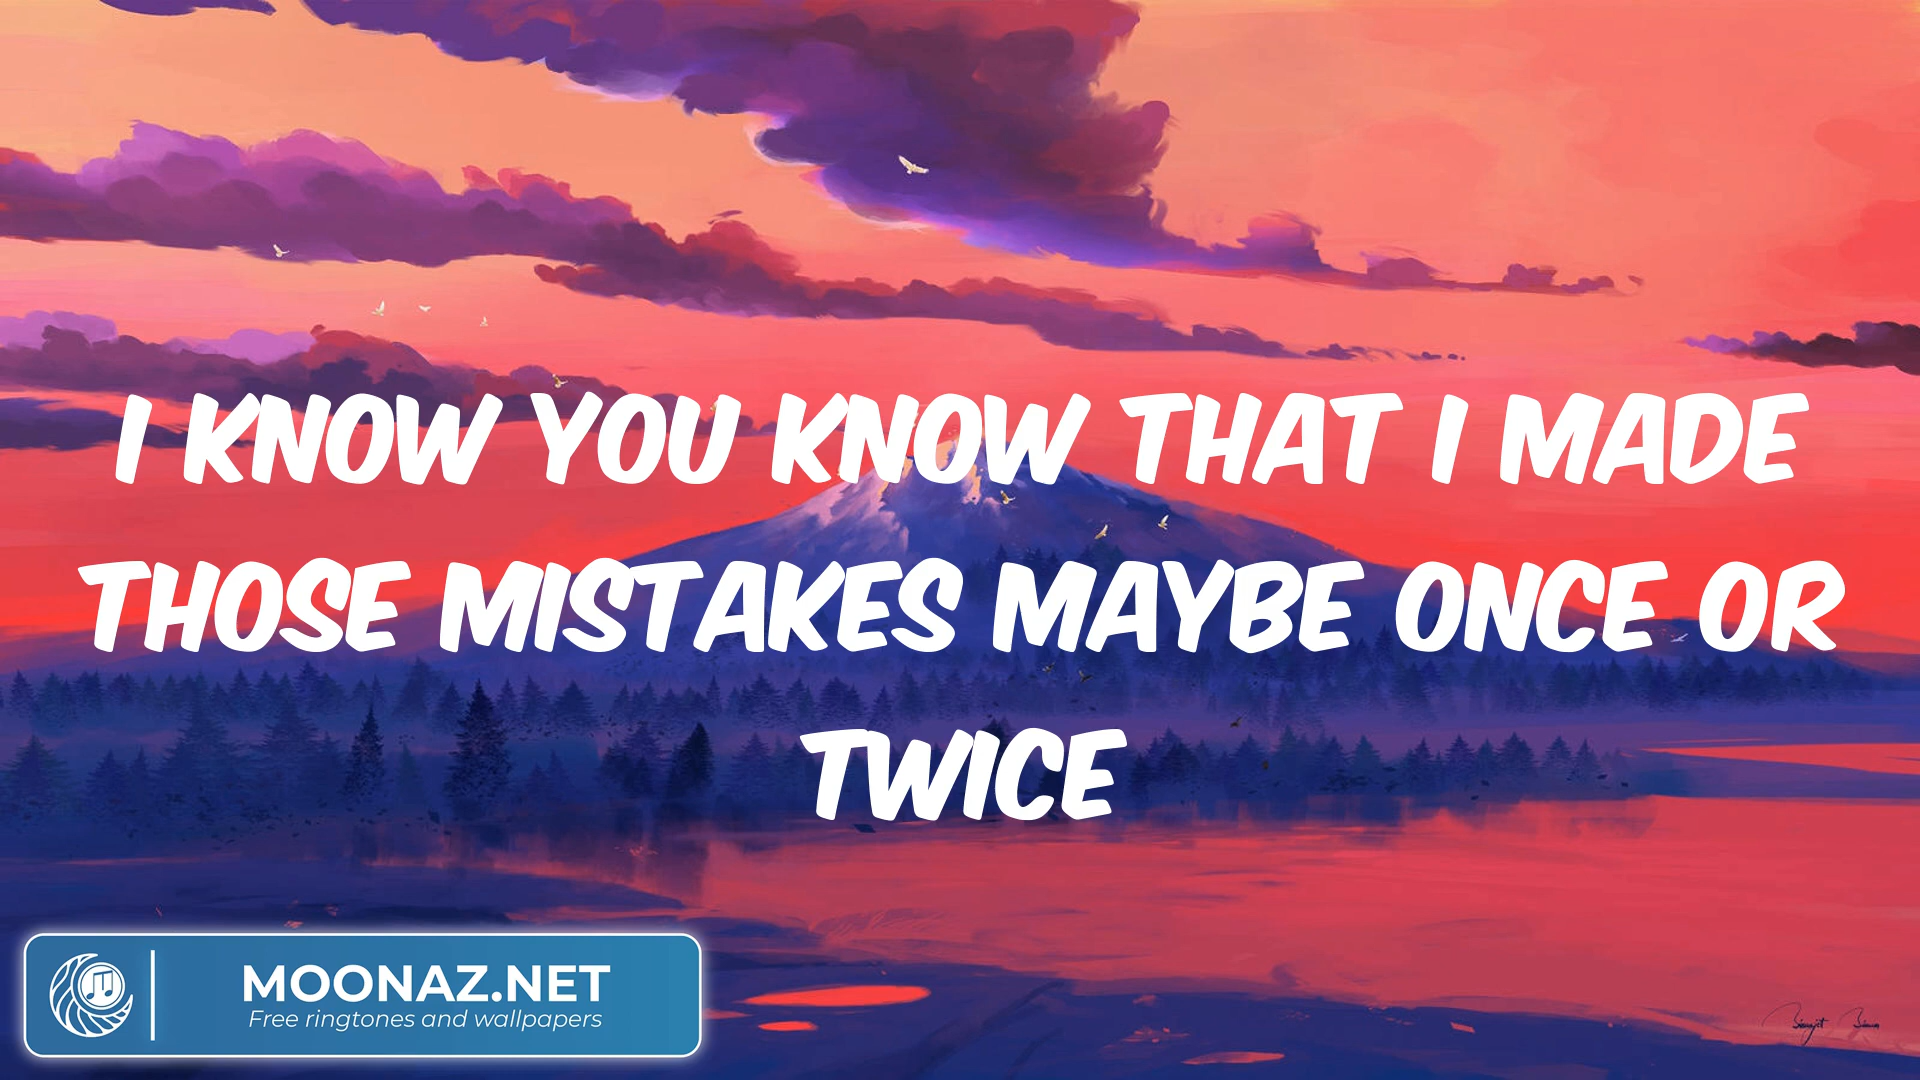 I KNOW YOU KNOW THAT I MADE
THOSE MISTAKES MAYBE ONCE OR
TWICE
MOONAZ.NET
Free ringtones and wallpapers